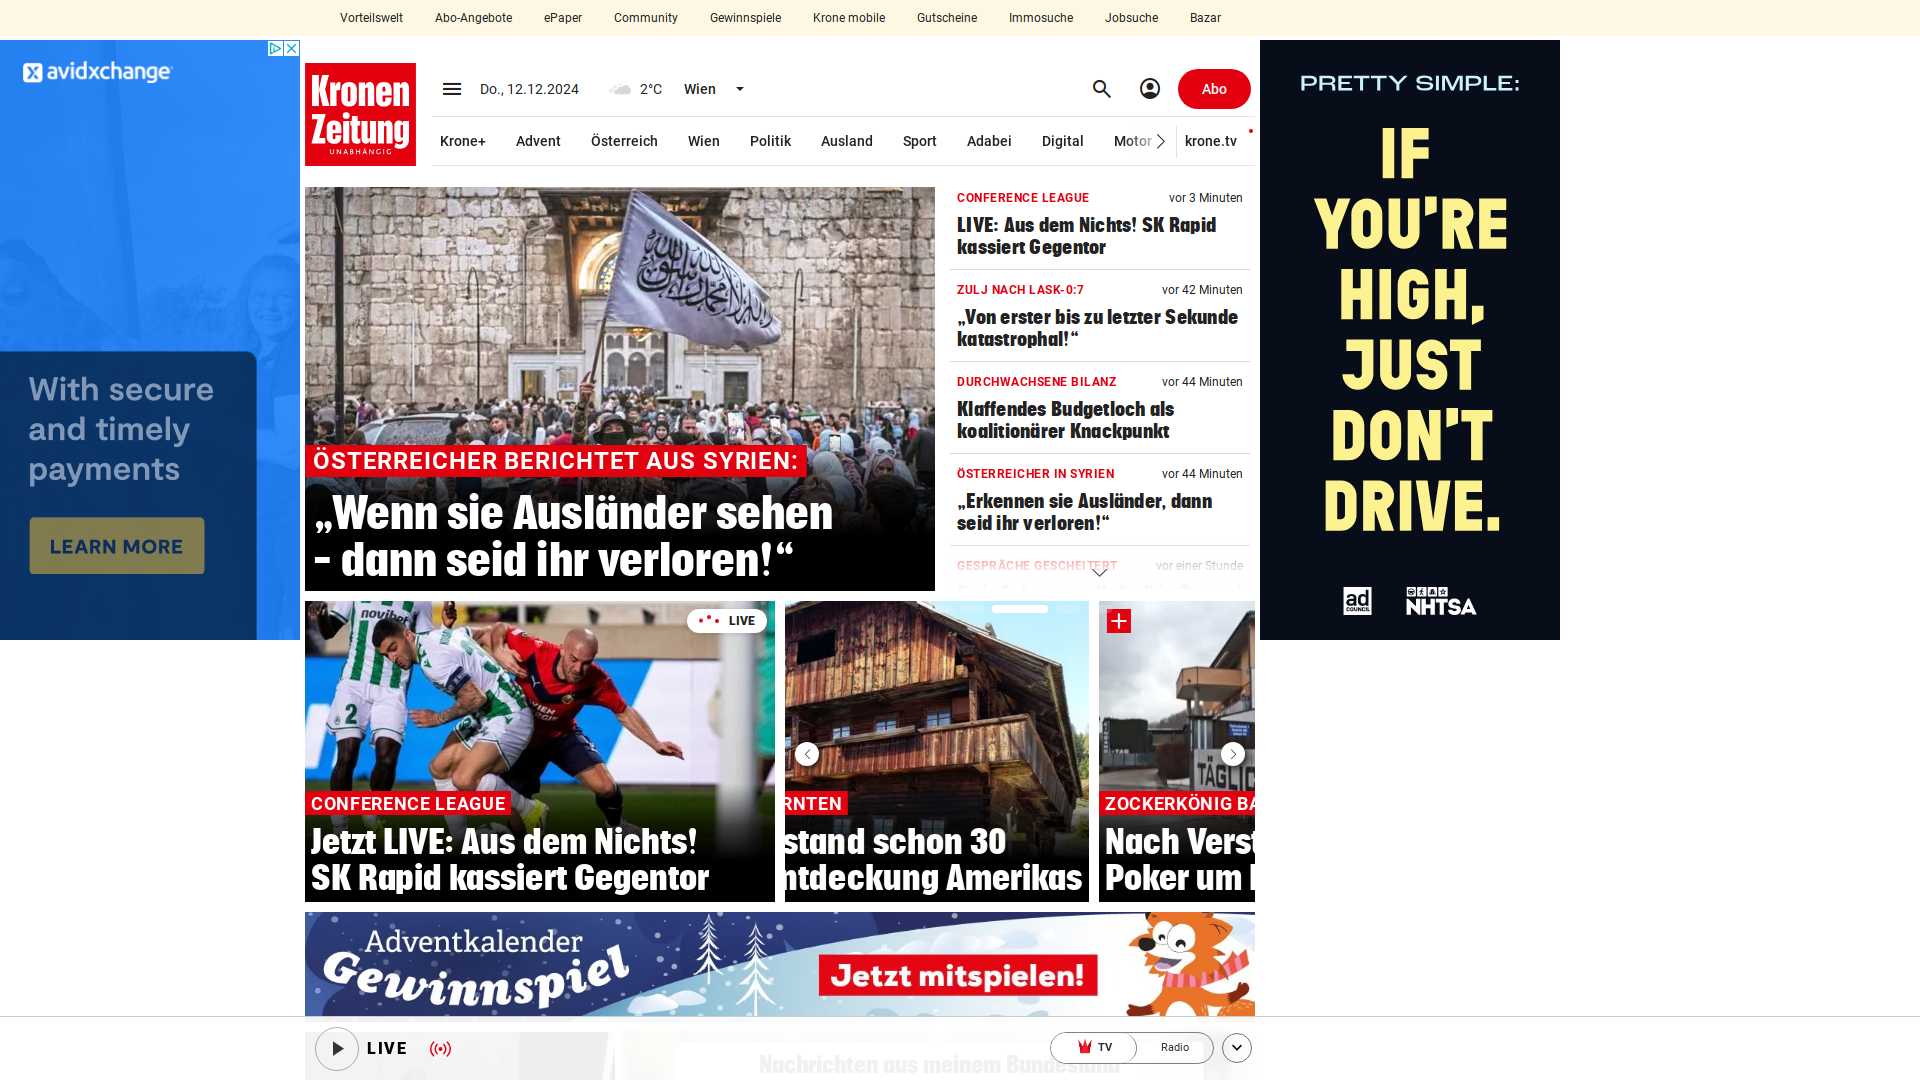 Vorteilswelt Abo-Angebote ePaper Community Gewinnspiele Krone mobile Gutscheine Immosuche Jobsuche Bazar
avidxchange
With secure
and timely
payments
LEARN MORE
Kronen
Zeitung
UNABHÄNGIG
Do., 12.12.2024 2°C Wien
Abo
Krone+ Advent Österreich Wien Politik Ausland Sport Adabei Digital Motor krone.tv
ÖSTERREICHER BERICHTET AUS SYRIEN:
„Wenn sie Ausländer sehen
– dann seid ihr verloren!“
CONFERENCE LEAGUE vor 3 Minuten
LIVE: Aus dem Nichts! SK Rapid
kassiert Gegentor
ZULJ NACH LASK-0:7 vor 42 Minuten
„Von erster bis zu letzter Sekunde
katastrophal!“
DURCHWACHSENE BILANZ vor 44 Minuten
Klaffendes Budgetloch als
koalitionärer Knackpunkt
ÖSTERREICHER IN SYRIEN vor 44 Minuten
„Erkennen sie Ausländer, dann
seid ihr verloren!“
GESPRÄCHE GESCHEITERT vor einer Stunde
PRETTY SIMPLE:
IF
YOU'RE
HIGH,
JUST
DON'T
DRIVE.
ad
COUNCIL
NHTSA
novibet
2
LIVE
CONFERENCE LEAGUE
Jetzt LIVE: Aus dem Nichts!
SK Rapid kassiert Gegentor
RNTEN
stand schon 30
ntdeckung Amerikas
TÄGLIC
ZOCKERKÖNIG BA
Nach Verst
Poker um
Adventkalender
Gewinnspiel
Jetzt mitspielen!
LIVE
TV
Radio
Nachrichten aus meinem Bundesland